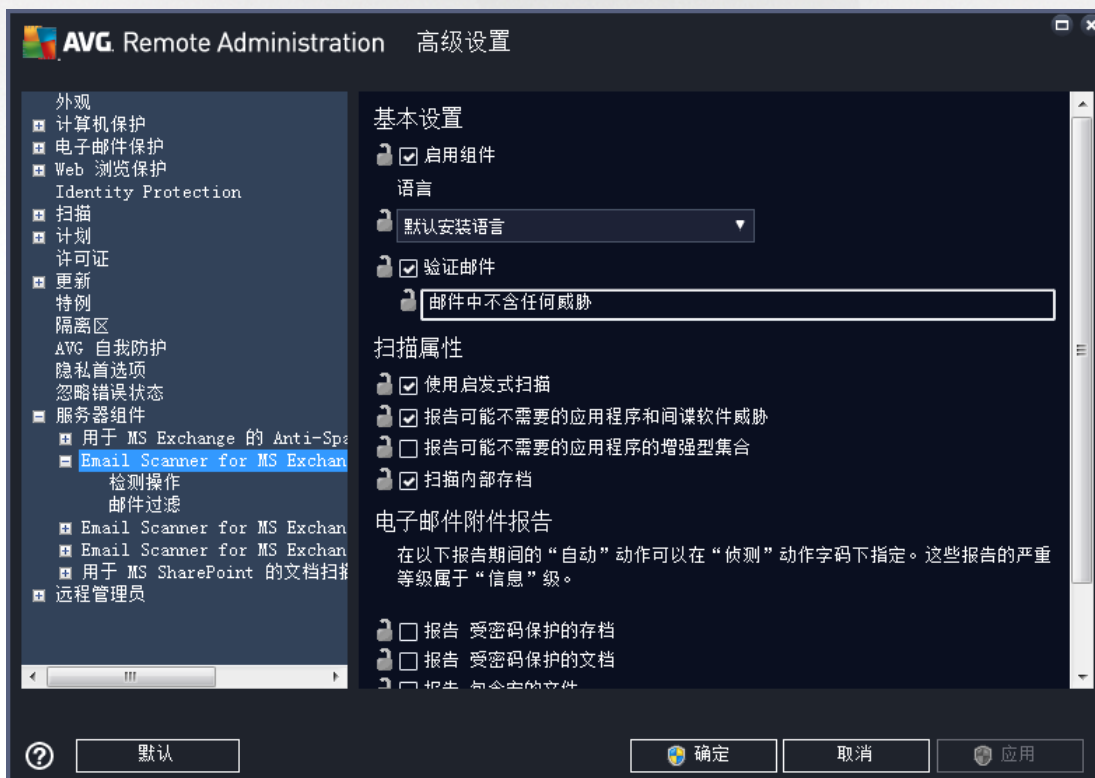 AVG. Remote Administration 高级设置
外观
计算机保护
电子邮件保护
Web 浏览保护
Identity Protection
扫描
计划
许可证
更新
特例
隔离区
AVG 自我防护
隐私首选项
忽略错误状态
服务器组件
用于 MS Exchange 的 Anti-Spa
Email Scanner for MS Exchan
检测操作
邮件过滤
Email Scanner for MS Exchan
Email Scanner for MS Exchan
用于 MS SharePoint 的文档扫描
远程管理员
基本设置
启用组件
语言
默认安装语言
验证邮件
邮件中不含任何威胁
扫描属性
使用启发式扫描
报告可能不需要的应用程序和间谍软件威胁
报告可能不需要的应用程序的增强型集合
扫描内部存档
电子邮件附件报告
在以下报告期间的“自动”动作可以在“侦测”动作字码下指定。这些报告的严重
等级属于“信息”级。
报告 受密码保护的存档
报告 受密码保护的文档
报告 包含宏的文件
默认
确定
取消
应用